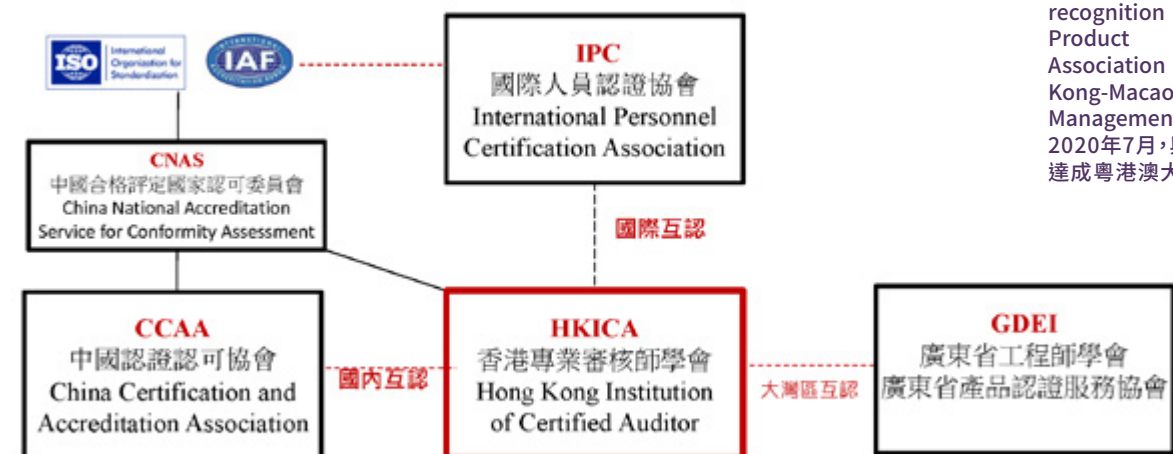 ISO
International
Organization for
Standardization
IAF
IPC
國際人員認證協會
International Personnel
Certification Association
recognition
Product
Association
Kong-Macao
Managemen
2020年7月，
達成粵港澳大
CNAS
中國合格評定國家認可委員會
China National Accreditation
Service for Conformity Assessment
國際互認
CCAA
中國認證認可協會
China Certification and
Accreditation Association
國內互認
HKICA
香港專業審核師學會
Hong Kong Institution
of Certified Auditor
大灣區互認
GDEI
廣東省工程師學會
廣東省產品認證服務協會